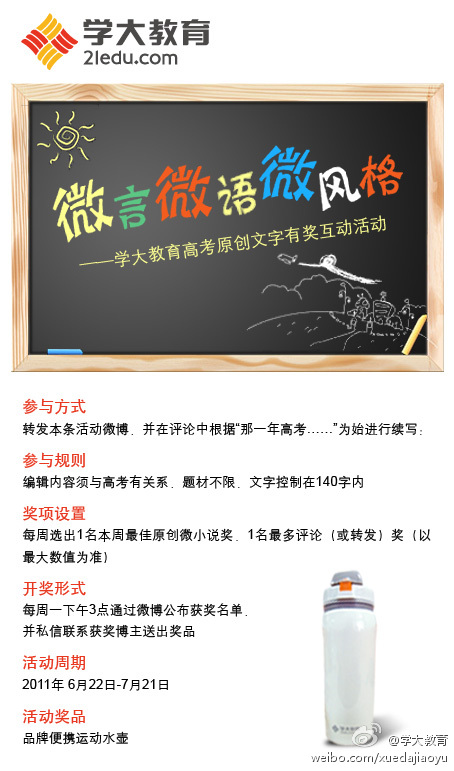 学大教育
21edu.com
微言微语微风格
——学大教育高考原创文字有奖互动活动
参与方式
转发本条活动微博，并在评论中根据“那一年高考……”为始进行续写；
参与规则
编辑内容须与高考有关系，题材不限，文字控制在140字内
奖项设置
每周选出1名本周最佳原创微小说奖，1名最多评论（或转发）奖（以
最大数值为准）
开奖形式
每周一下午3点通过微博公布获奖名单，
并私信联系获奖博主送出奖品
活动周期
2011年 6月22日-7月21日
活动奖品
品牌便携运动水壶
学大教育
@学大教育
weibo.com/xuedajiaoyu